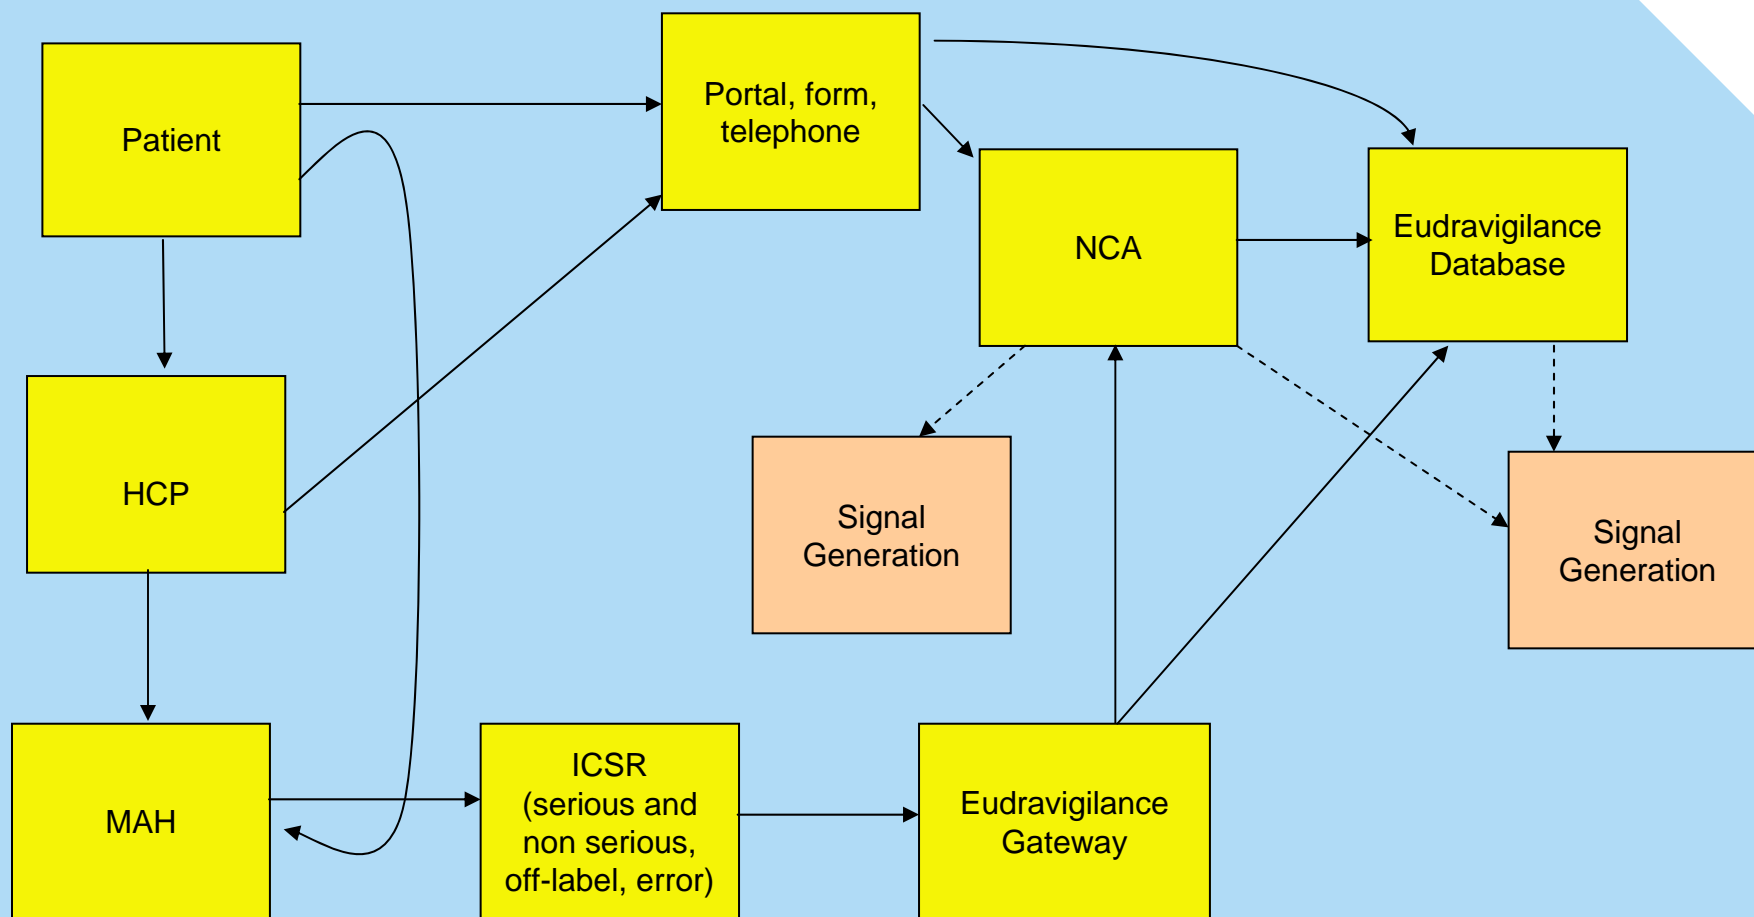 Patient
Portal, form,
telephone
NCA
Eudravigilance
Database
HCP
Signal
Generation
Signal
Generation
MAH
ICSR
(serious and
non serious,
off-label, error)
Eudravigilance
Gateway